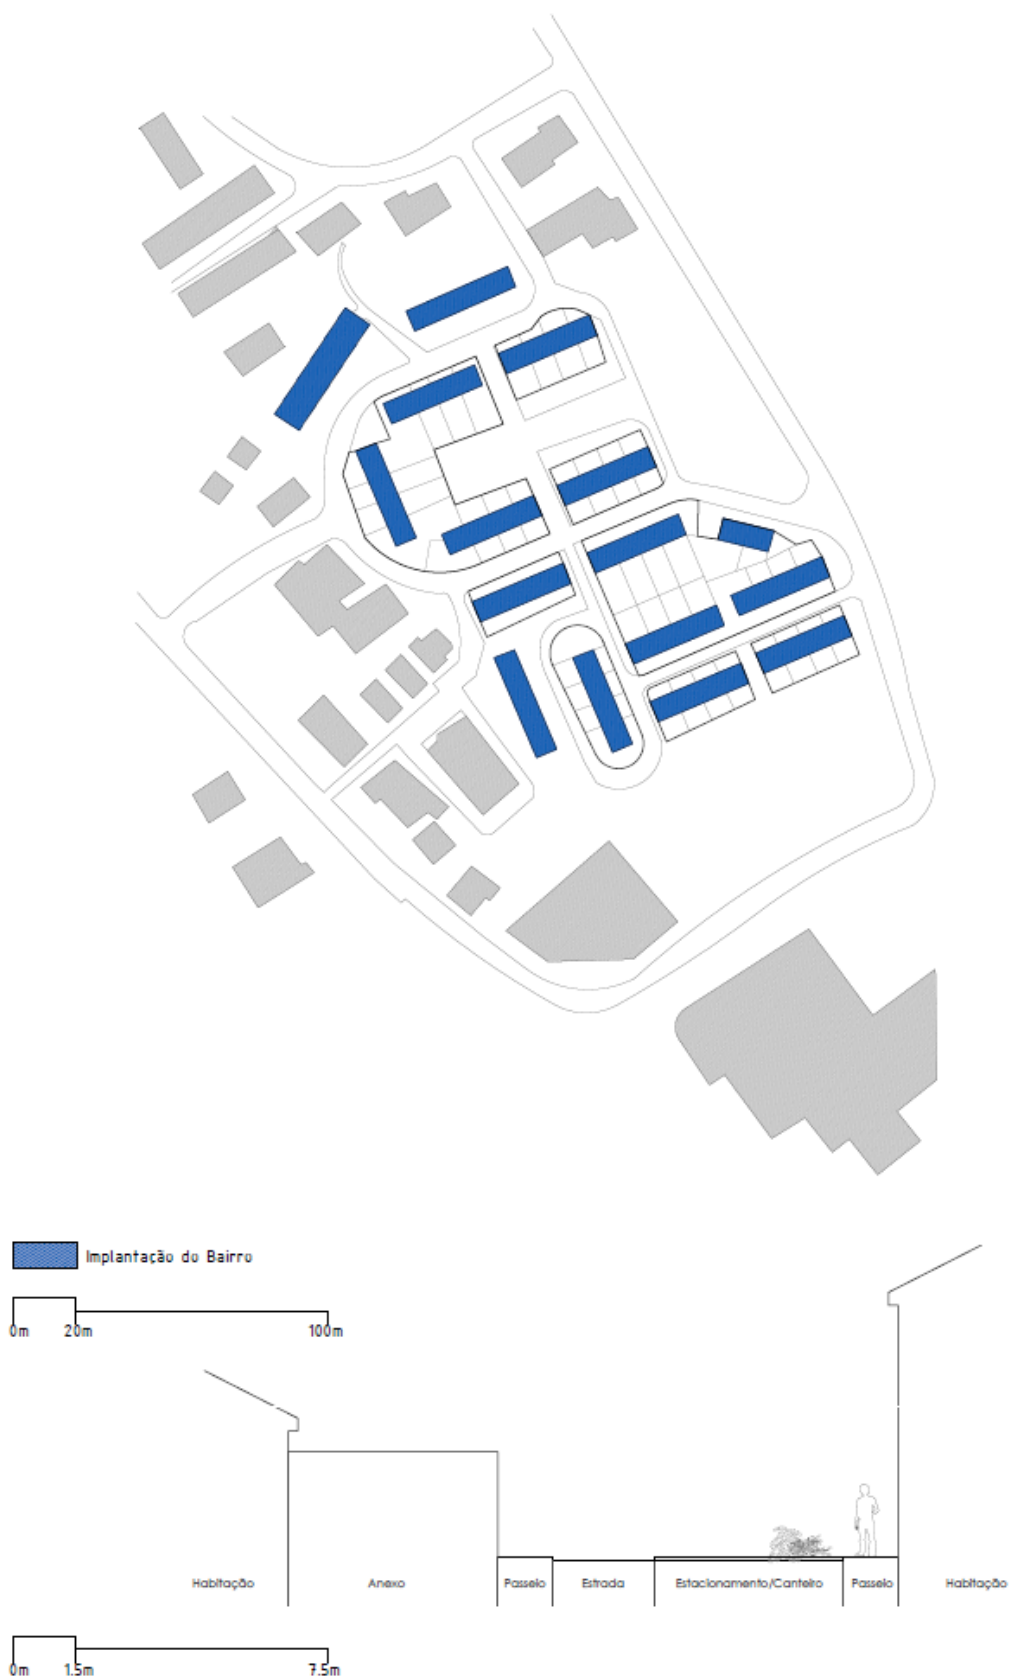 Implantação do Bairro
0m 20m 100m
Habitação Anexo Passeio Estrada Estacionamento/Canteiro Passeio Habitação
0m 1.5m 7.5m